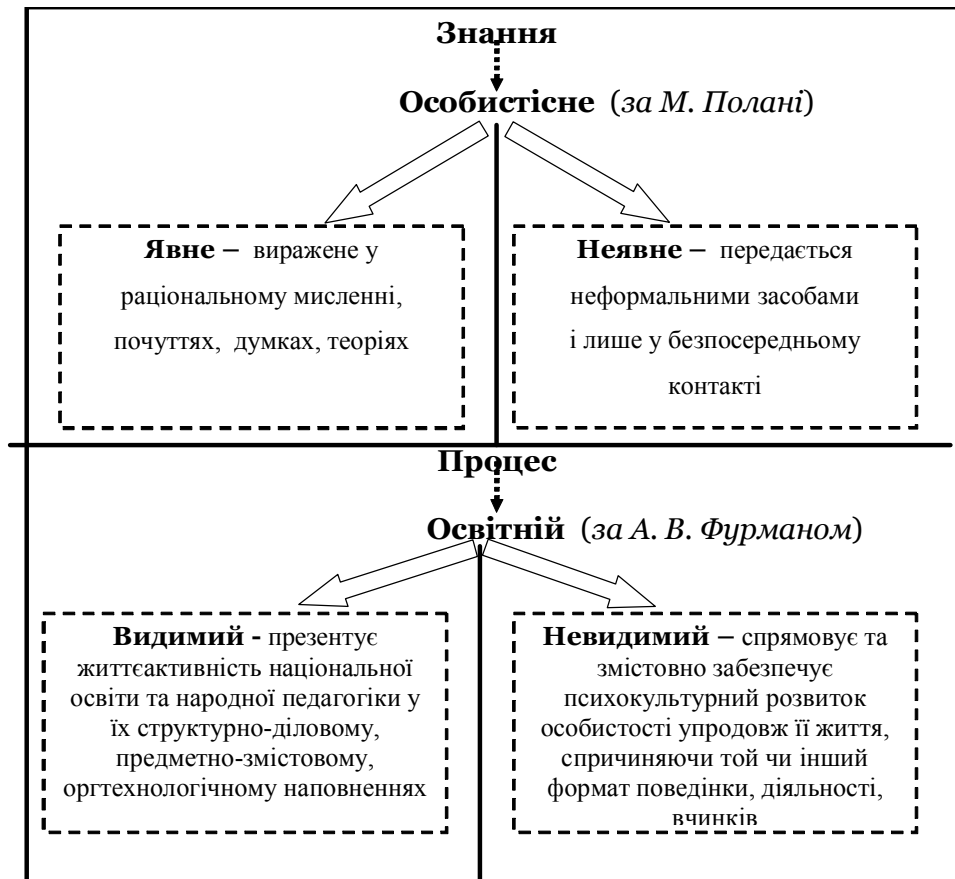 Знання
Особистісне (за М. Полані)
Явне – виражене у
раціональному мисленні,
почуттях, думках, теоріях
Неявне – передається
неформальними засобами
і лише у безпосередньому
контакті
Процес
Освітній (за А. В. Фурманом)
Видимий - презентує
життєактивність національної
освіти та народної педагогіки у
їх структурно-діловому,
предметно-змістовому,
оргтехнологічному наповненнях
Невидимий – спрямовує та
змістовно забезпечує
психокультурний розвиток
особистості упродовж її життя,
спричиняючи той чи інший
формат поведінки, діяльності,
вчинків